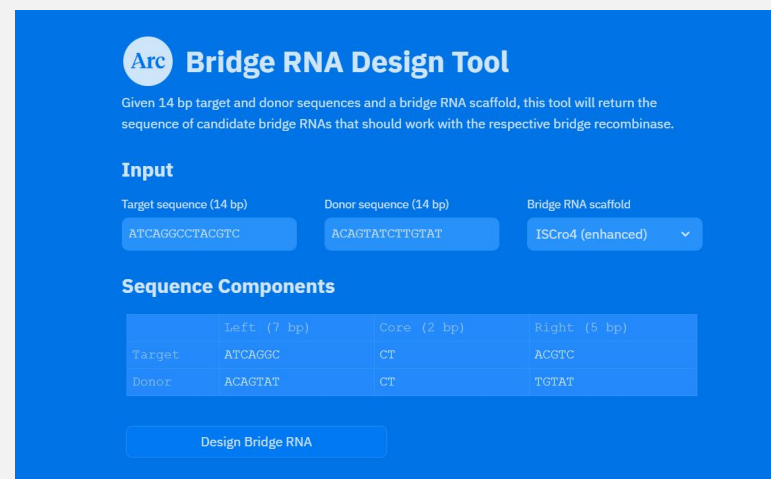 Arc Bridge RNA Design Tool
Given 14 bp target and donor sequences and a bridge RNA scaffold, this tool will return the
sequence of candidate bridge RNAs that should work with the respective bridge recombinase.
Input
Target sequence (14 bp) Donor sequence (14 bp) Bridge RNA scaffold
ATCAGGCCTACGTC ACAGTATCTTGTAT ISCro4 (enhanced)
Sequence Components
Left (7 bp) Core (2 bp) Right (5 bp)
Target ATCAGGC CT ACGTC
Donor ACAGTAT CT TGTAT
Design Bridge RNA